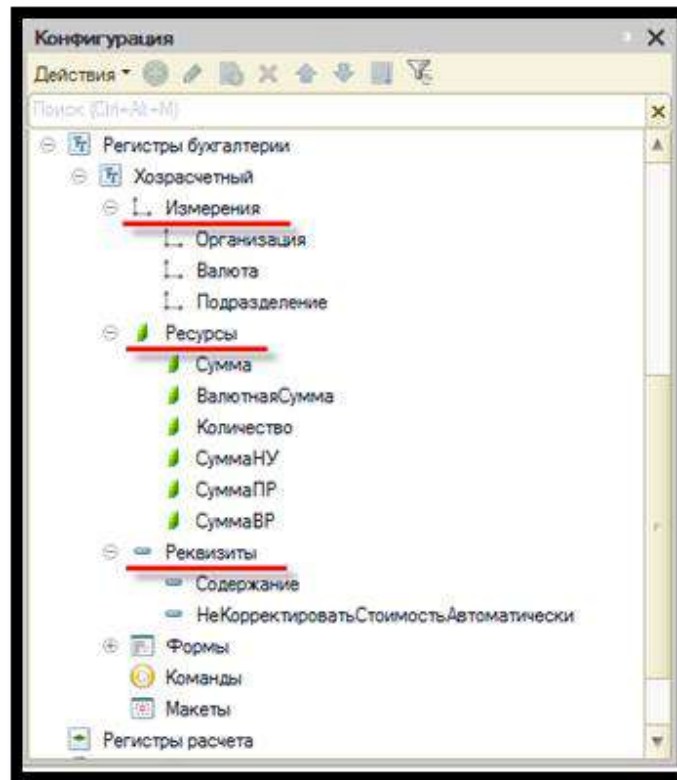 Конфигурация
Действия
Поиск (Ctrl+Alt+M)
Регистры бухгалтерии
Хозрасчетный
Измерения
Организация
Валюта
Подразделение
Ресурсы
Сумма
ВалютнаяСумма
Количество
СуммаНУ
СуммаПР
СуммаВР
Реквизиты
Содержание
НеКорректироватьСтоимостьАвтоматически
Формы
Команды
Макеты
Регистры расчета